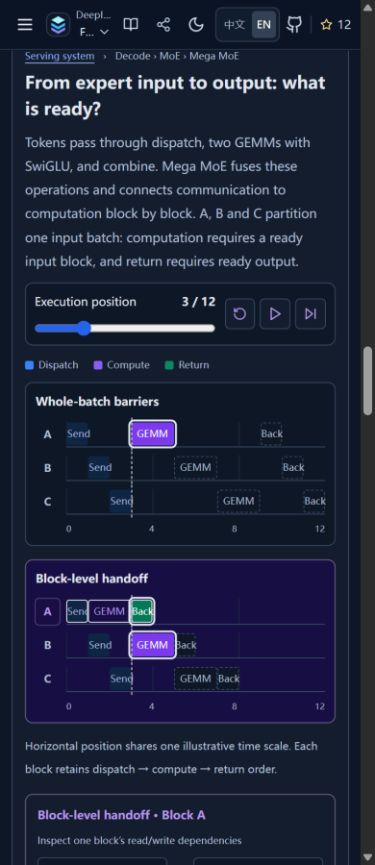 Deepl...
F...
中文
EN
12
Serving system › Decode › MoE › Mega MoE
From expert input to output: what
is ready?
Tokens pass through dispatch, two GEMMs with
SwiGLU, and combine. Mega MoE fuses these
operations and connects communication to
computation block by block. A, B and C partition
one input batch: computation requires a ready
input block, and return requires ready output.
Execution position 3 / 12
Dispatch Compute Return
Whole-batch barriers
A Send GEMM Back
B Send GEMM Back
C Send GEMM Back
0 4 8 12
Block-level handoff
A Send GEMM Back
B Send GEMM Back
C Send GEMM Back
0 4 8 12
Horizontal position shares one illustrative time scale. Each
block retains dispatch → compute → return order.
Block-level handoff • Block A
Inspect one block's read/write dependencies